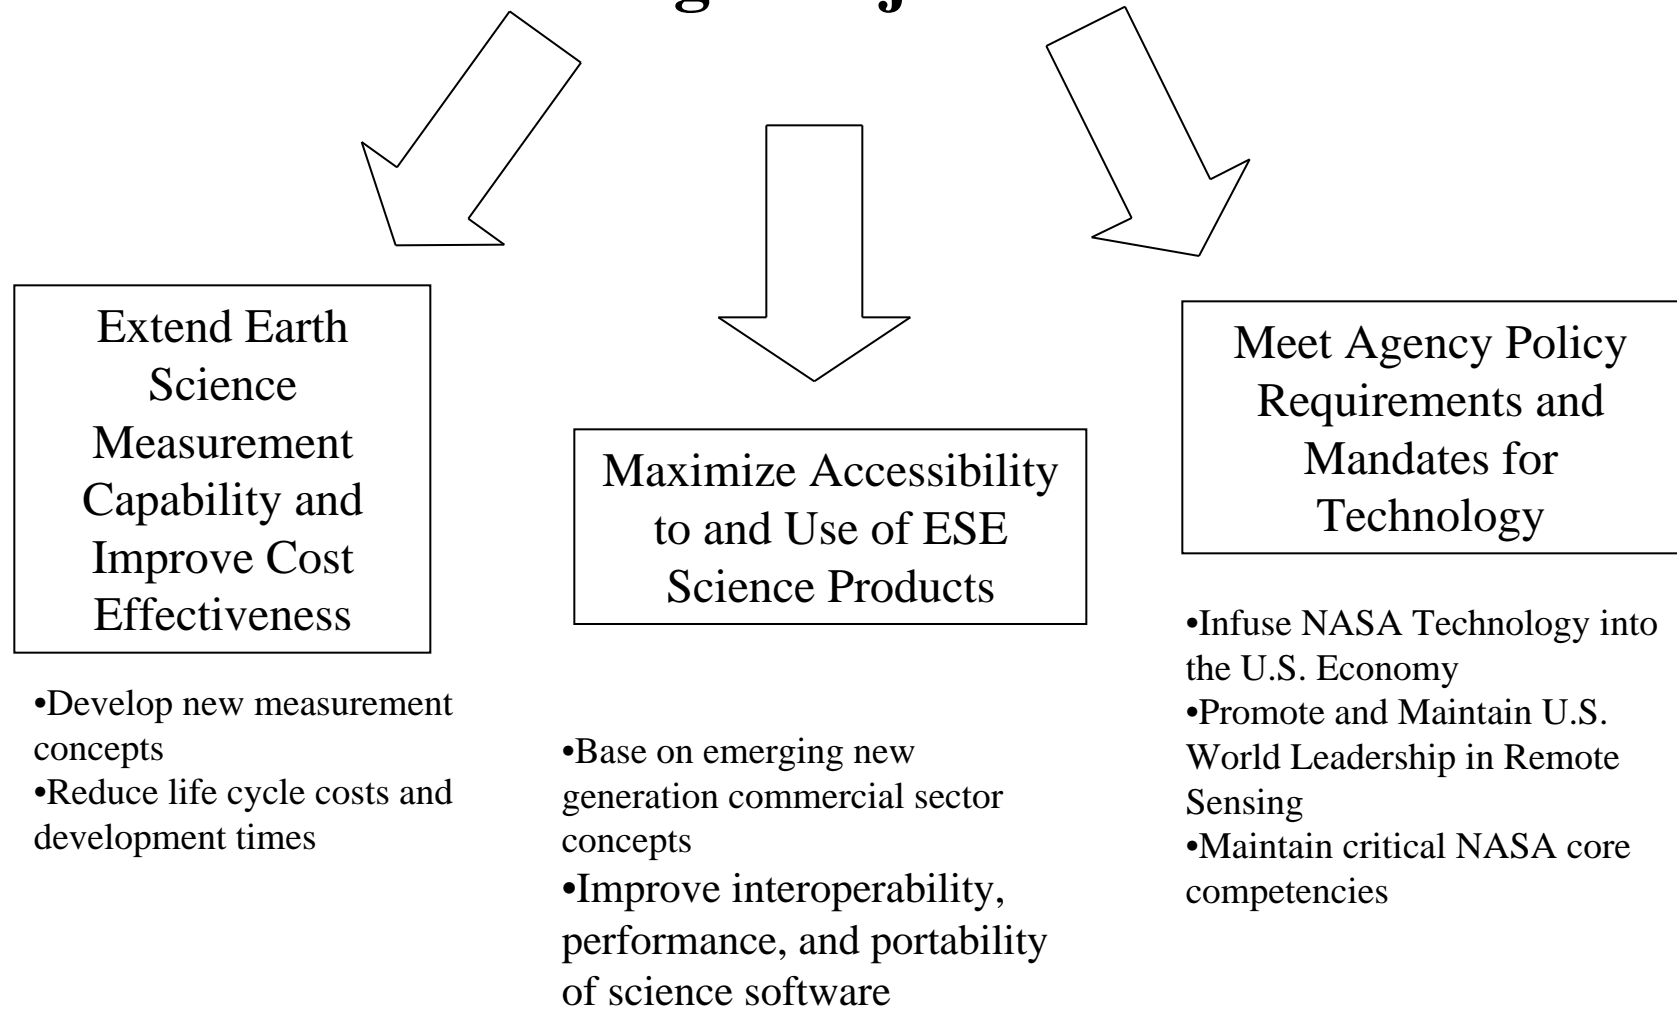 Extend Earth
Science
Measurement
Capability and
Improve Cost
Effectiveness
•Develop new measurement
concepts
•Reduce life cycle costs and
development times
Maximize Accessibility
to and Use of ESE
Science Products
•Base on emerging new
generation commercial sector
concepts
•Improve interoperability,
performance, and portability
of science software
Meet Agency Policy
Requirements and
Mandates for
Technology
•Infuse NASA Technology into
the U.S. Economy
•Promote and Maintain U.S.
World Leadership in Remote
Sensing
•Maintain critical NASA core
competencies